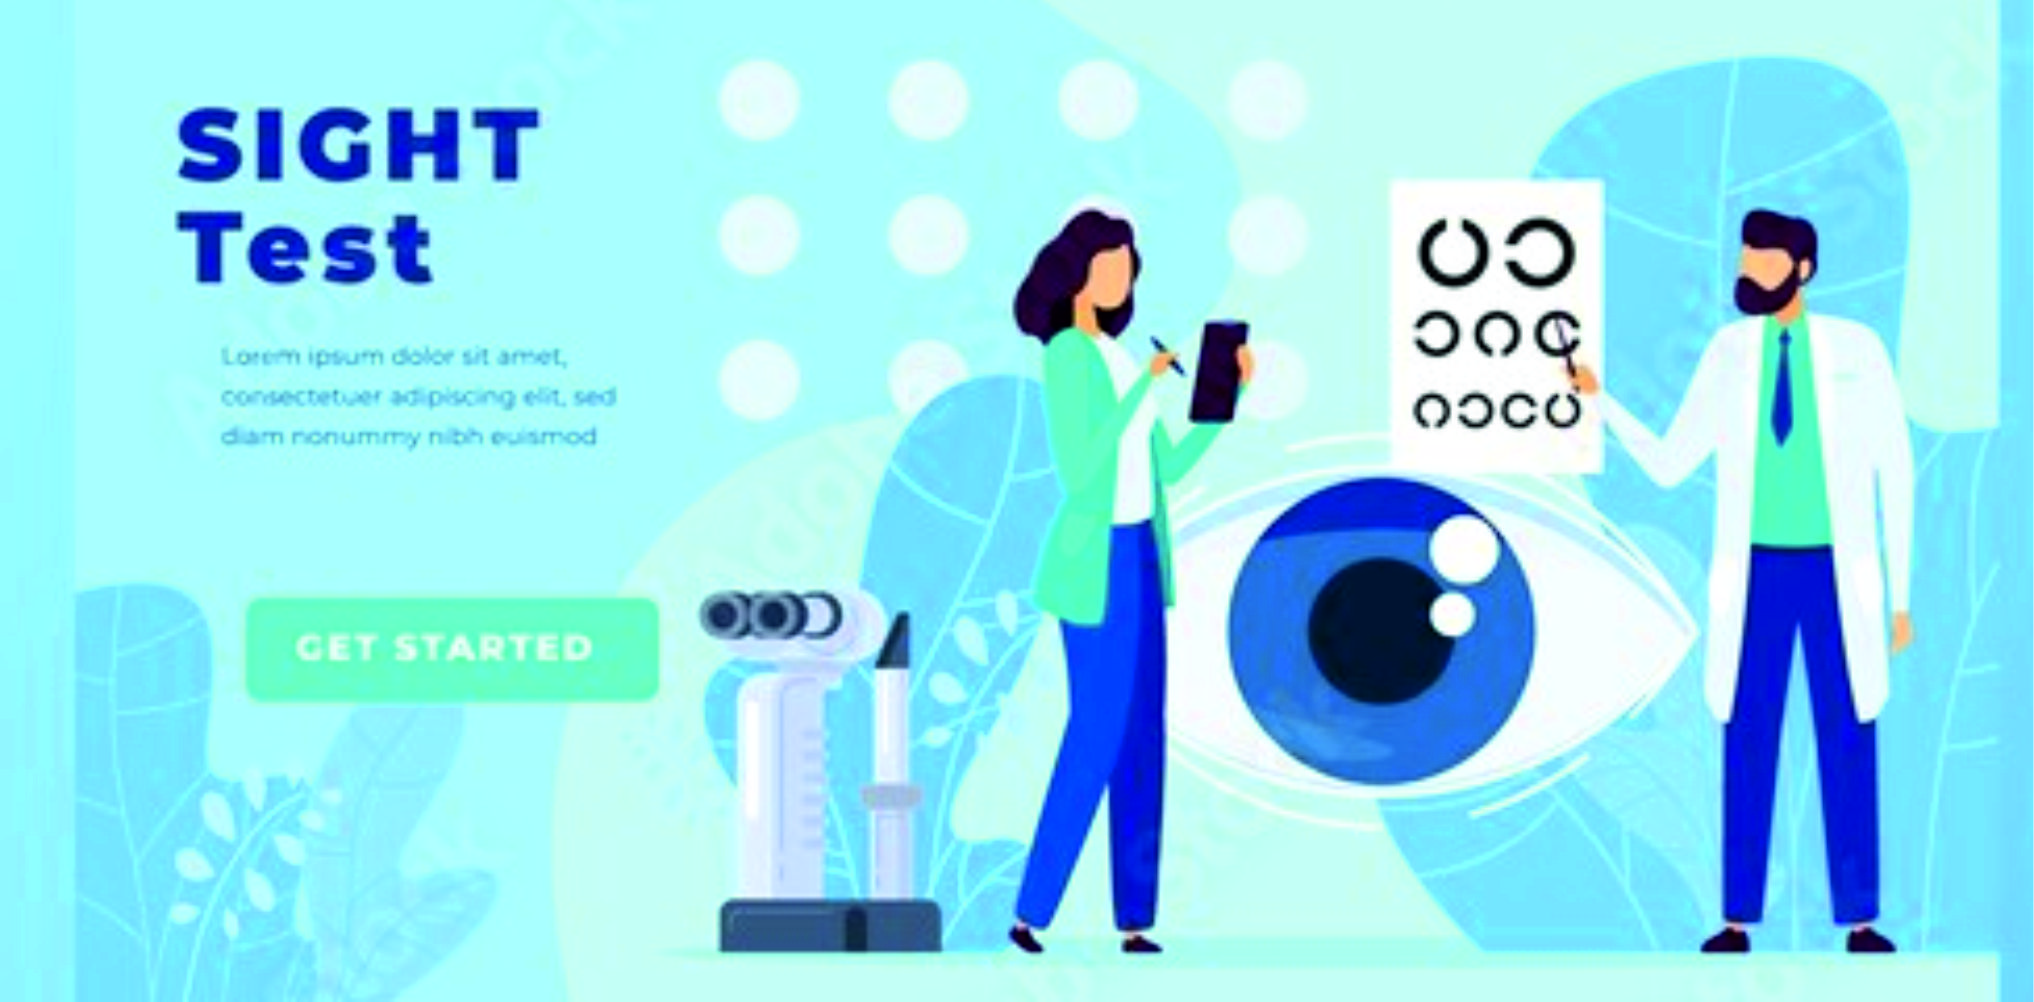 SIGHT
Test
Lorem ipsum dolor sit amet,
consectetuer adipiscing elit, sed
diam nonummy nibh euismod
GET STARTED